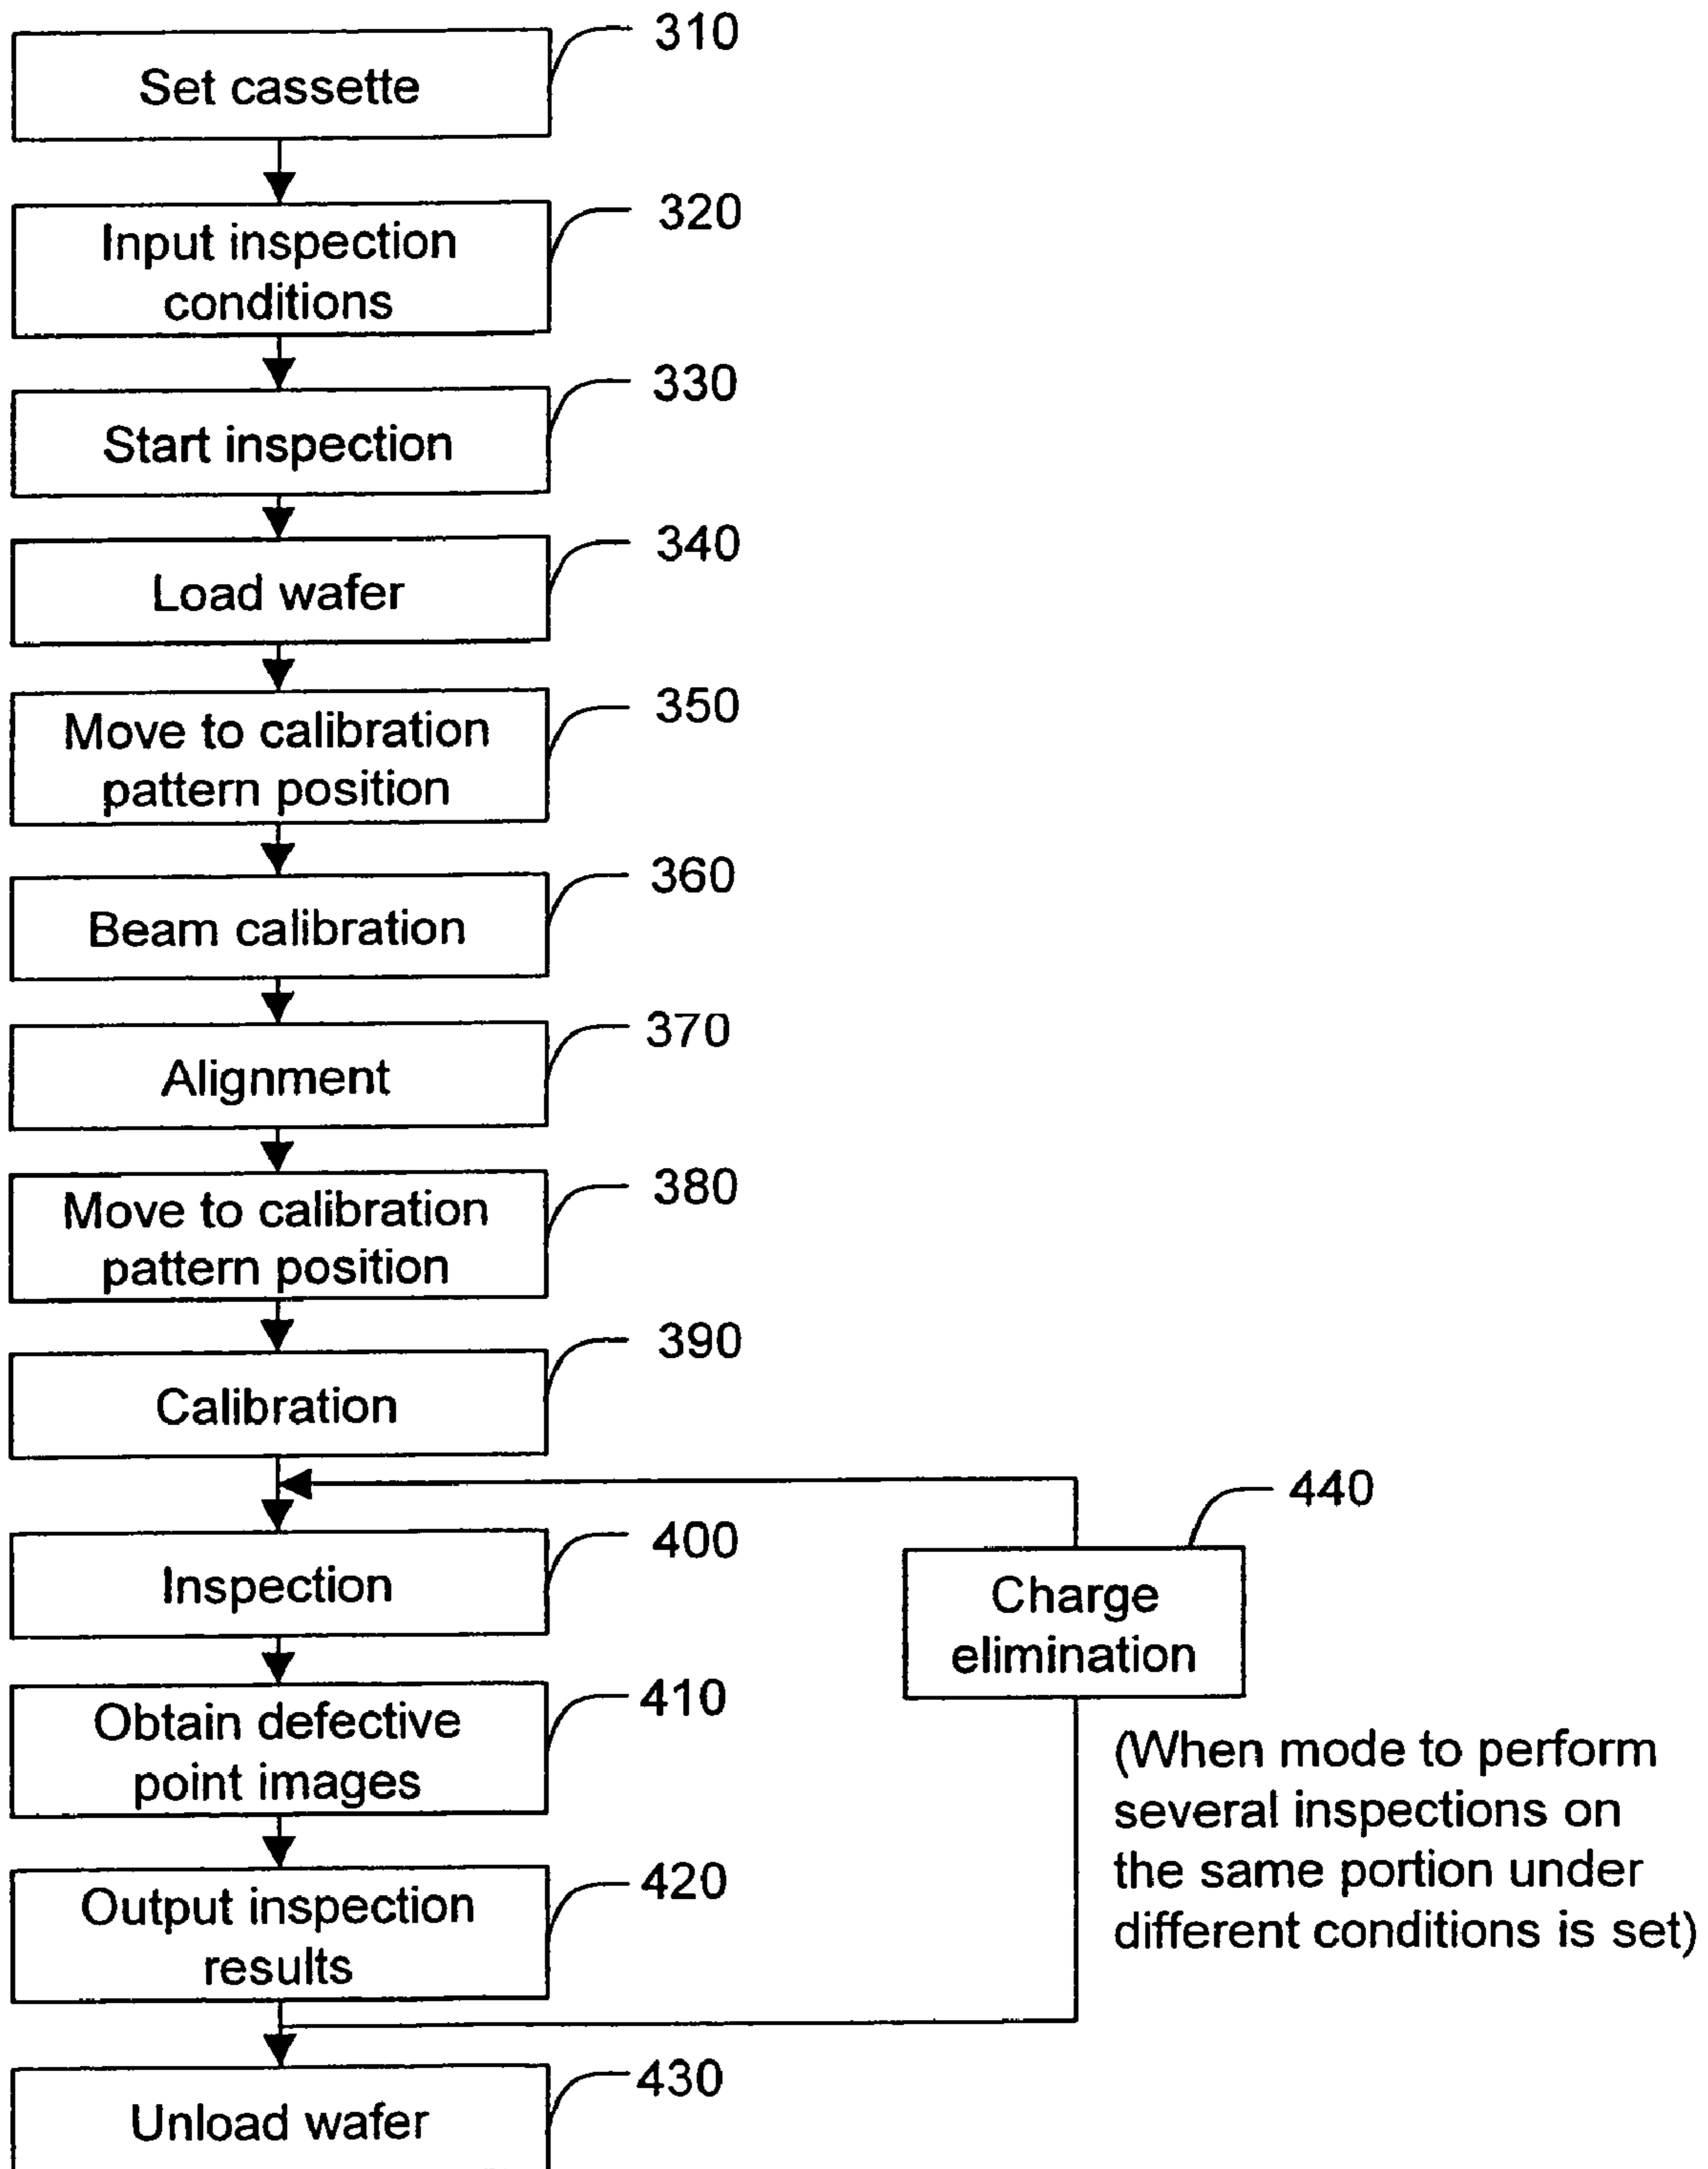 310
Set cassette
320
Input inspection
conditions
330
Start inspection
340
Load wafer
350
Move to calibration
pattern position
360
Beam calibration
370
Alignment
380
Move to calibration
pattern position
390
Calibration
440
Charge
elimination
400
Inspection
410
Obtain defective
point images
(When mode to perform
several inspections on
the same portion under
different conditions is set)
420
Output inspection
results
430
Unload wafer